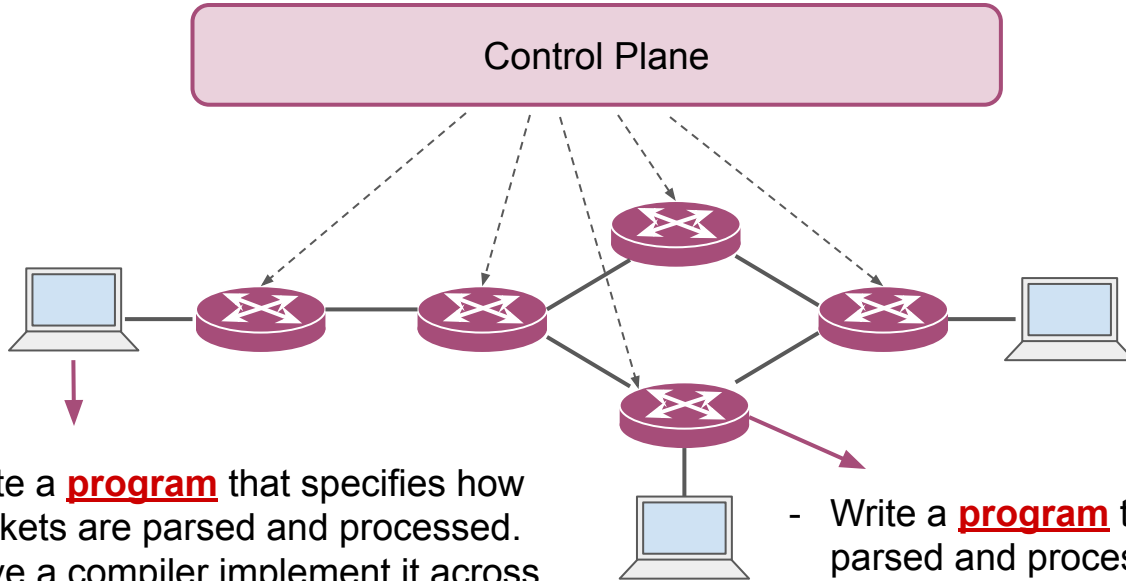 Control Plane
te a program that specifies how
kets are parsed and processed.
ve a compiler implement it across
- Write a program t
parsed and proces